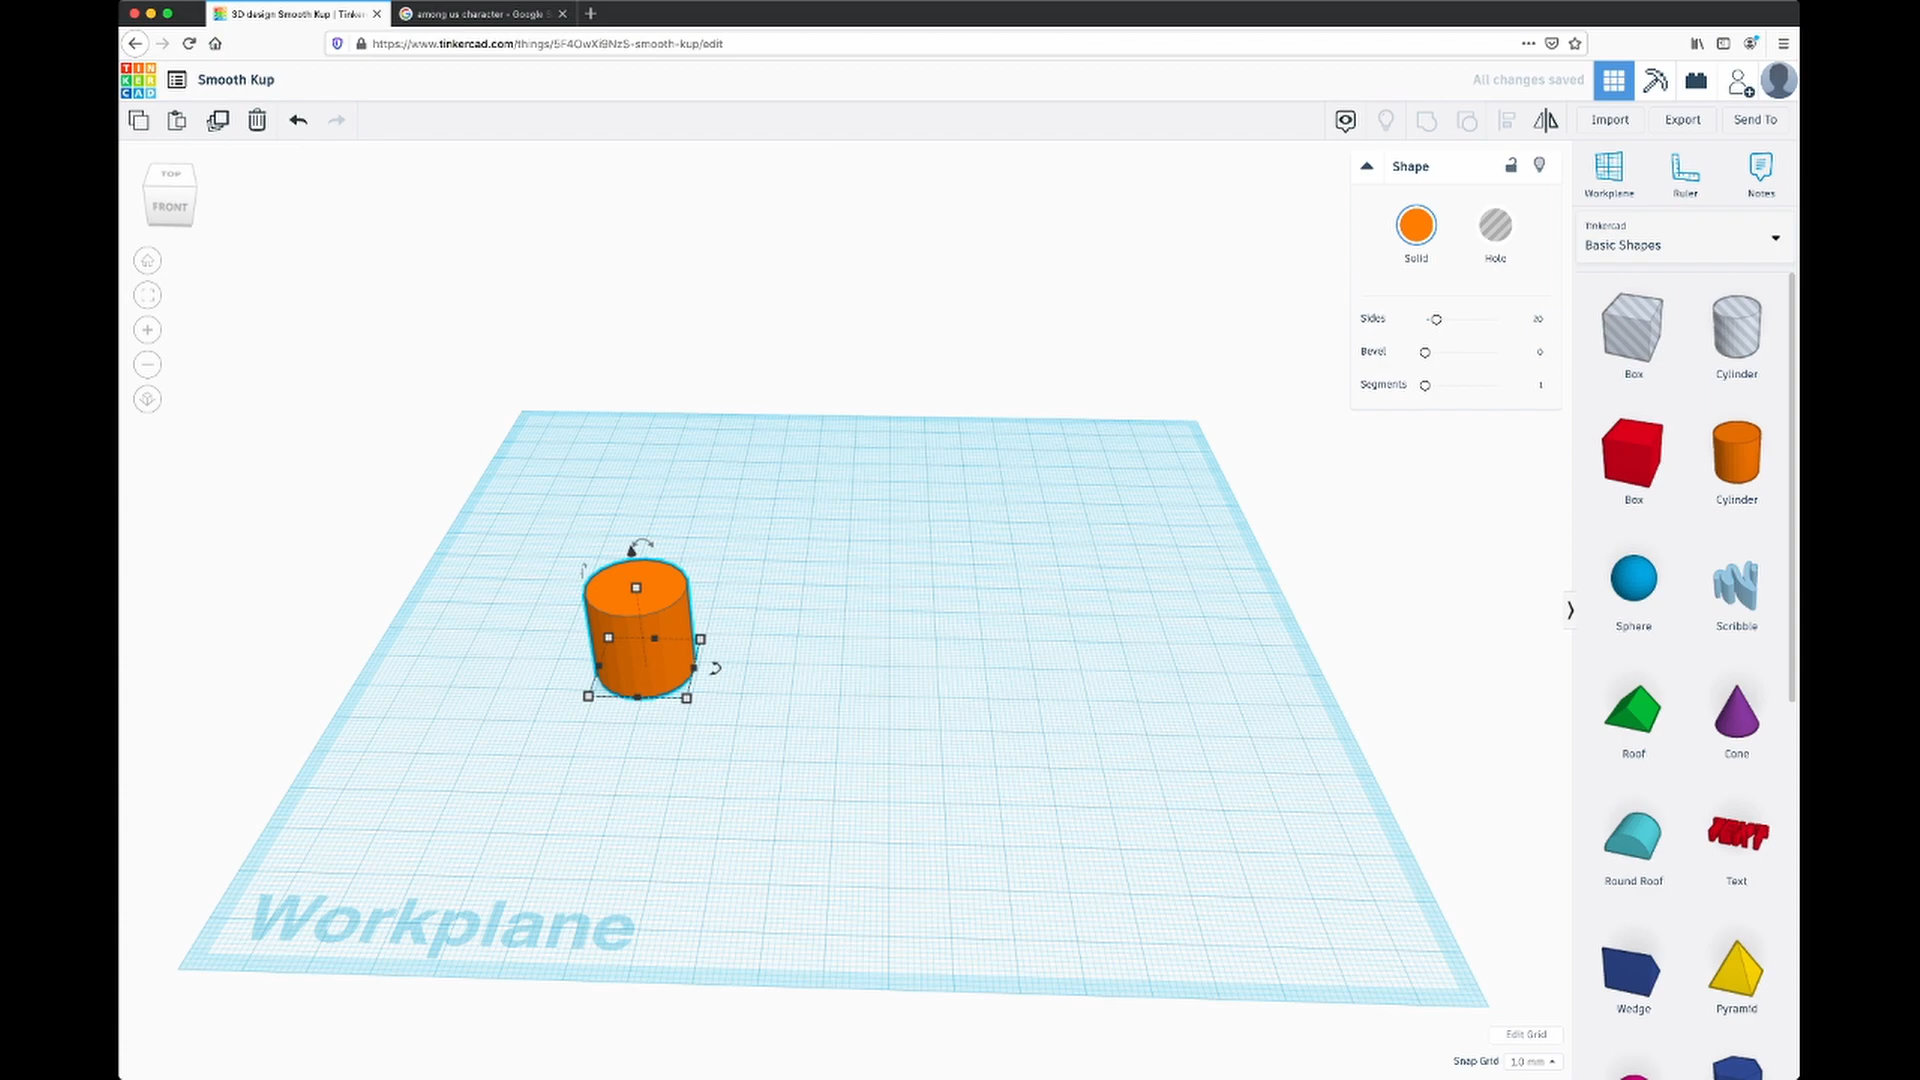 3D design Smooth Kup | Tinker
among us character - Google S
https://www.tinkercad.com/things/5F4OwXi9NzS-smooth-kup/edit
TIN
KER
CAD
Smooth Kup
All changes saved
Import
Export
Send To
TOP
FRONT
Shape
Solid
Hole
Sides
20
Bevel
0
Segments
1
Workplane
Ruler
Notes
Tinkercad
Basic Shapes
Box
Cylinder
Box
Cylinder
Sphere
Scribble
Roof
Cone
TEXT
Round Roof
Text
Wedge
Pyramid
Workplane
Edit Grid
Snap Grid
1.0 mm